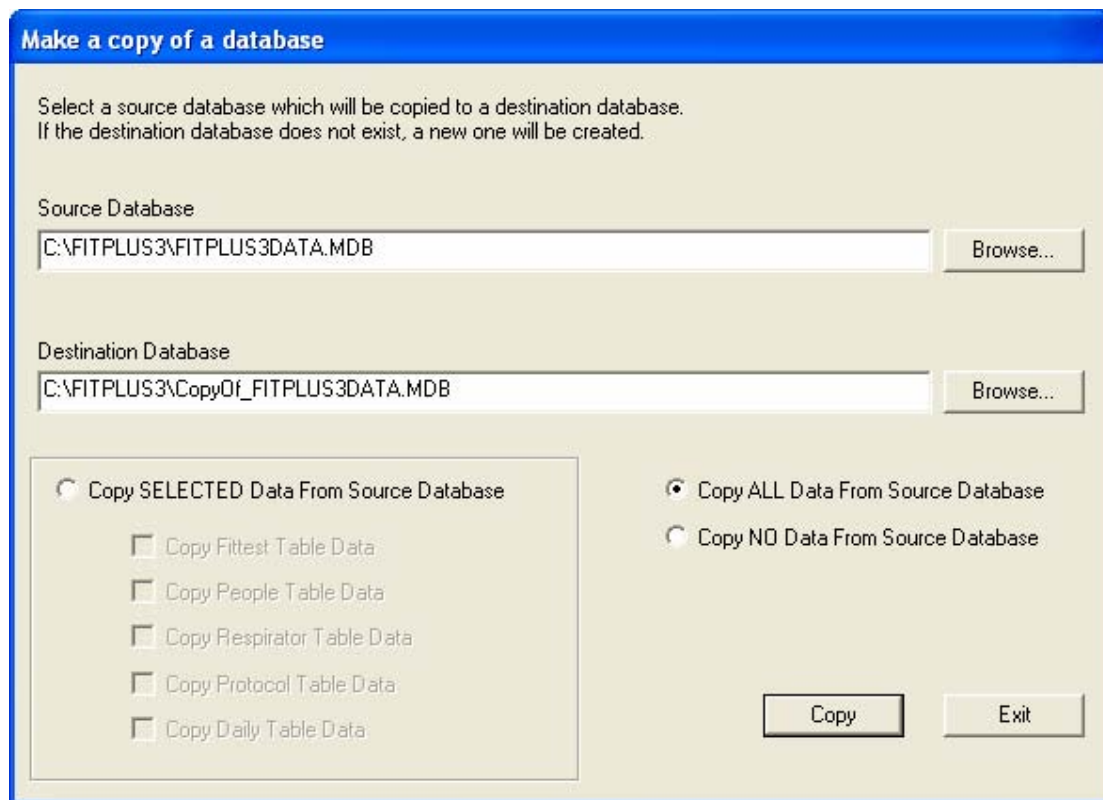 Make a copy of a database
Select a source database which will be copied to a destination database.
If the destination database does not exist, a new one will be created.
Source Database
C:\FITPLUS3\FITPLUS3DATA.MDB
Browse...
Destination Database
C:\FITPLUS3\CopyOf_FITPLUS3DATA.MDB
Browse...
Copy SELECTED Data From Source Database
Copy Fittest Table Data
Copy People Table Data
Copy Respirator Table Data
Copy Protocol Table Data
Copy Daily Table Data
Copy ALL Data From Source Database
Copy NO Data From Source Database
Copy
Exit